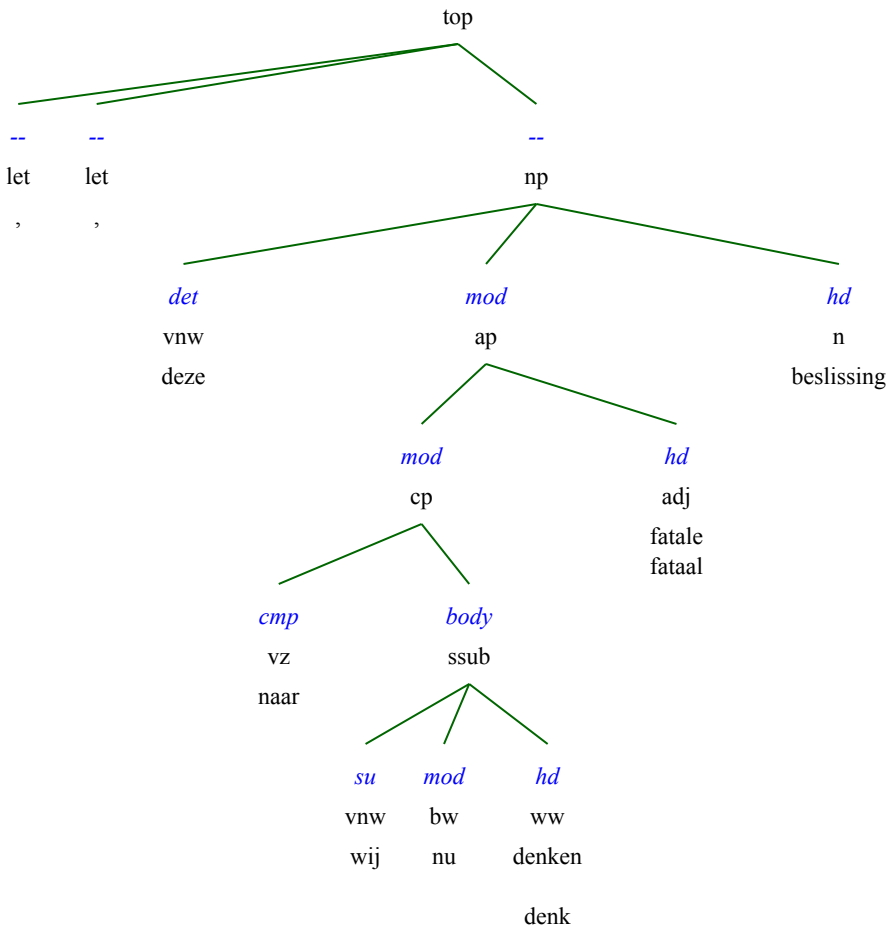 top
-- -- --
let let np
, ,
det mod hd
vnw ap n
deze beslissing
mod hd
cp adj
fatale
fataal
cmp body
vz ssub
naar
su mod hd
vnw bw ww
wij nu denken
denk